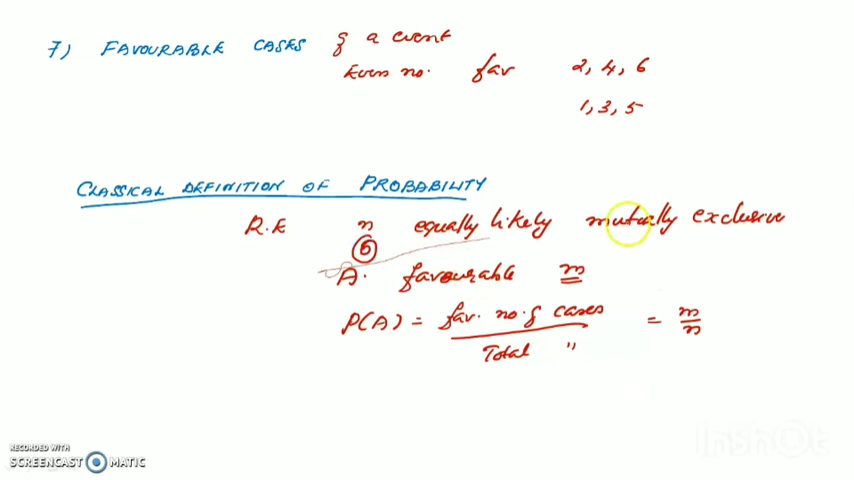 7) FAVOURABLE CASES of a event
Even no. fav 2, 4, 6
1, 3, 5
CLASSICAL DEFINITION OF PROBABILITY
R.E n equally likely mutually exclusive
6
A. favourable m
P(A) = fav. no. of cases / Total " = m/n
RECORDED WITH
SCREENCAST MATIC
InShOt